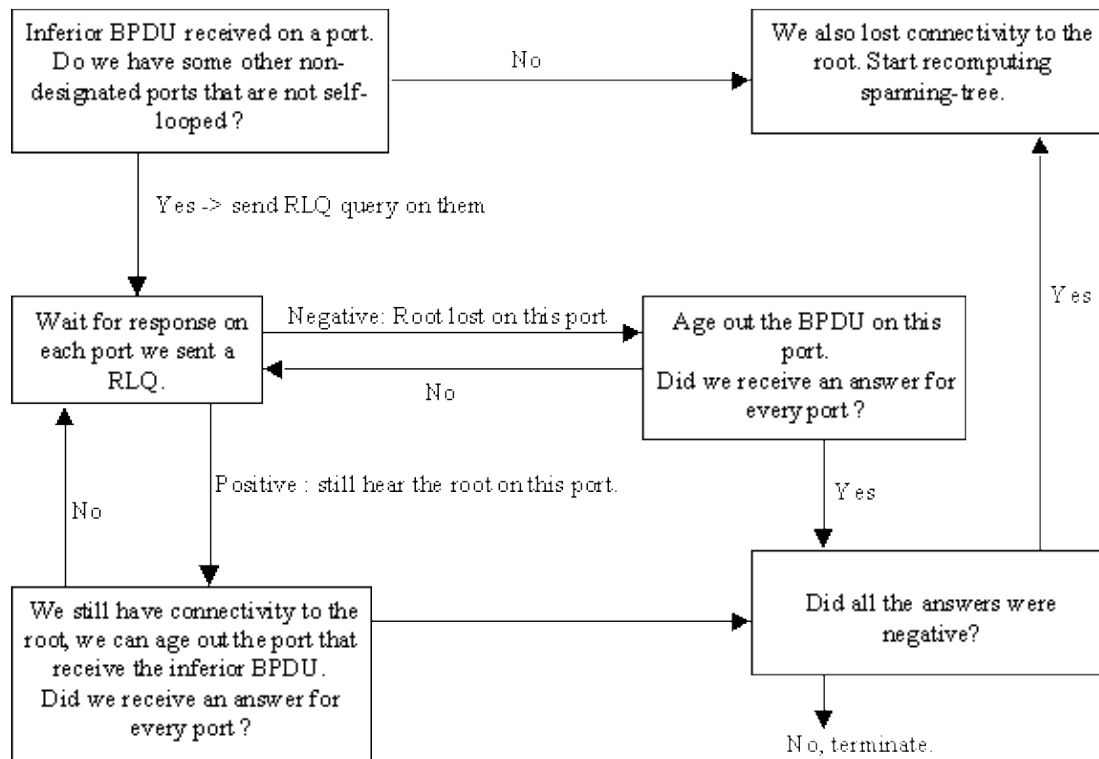 Inferior BPDU received on a port.
Do we have some other non-
designated ports that are not self-
looped ?
No
We also lost connectivity to the
root. Start recomputing
spanning-tree.
Yes -> send RLQ query on them
Yes
Wait for response on
each port we sent a
RLQ.
Negative: Root lost on this port
No
Age out the BPDU on this
port.
Did we receive an answer for
every port ?
No
Positive : still hear the root on this port.
Yes
We still have connectivity to the
root, we can age out the port that
receive the inferior BPDU.
Did we receive an answer for
every port ?
Did all the answers were
negative?
No, terminate.